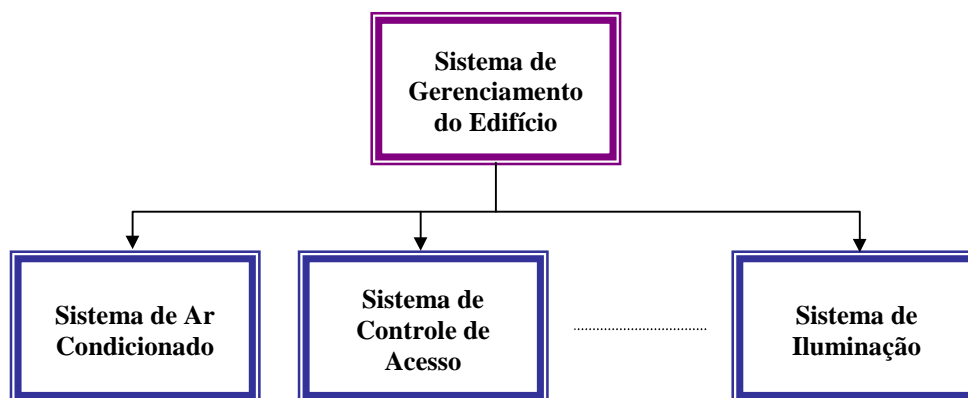 Sistema de
Gerenciamento
do Edifício
Sistema de Ar
Condicionado
Sistema de
Controle de
Acesso
Sistema de
Iluminação